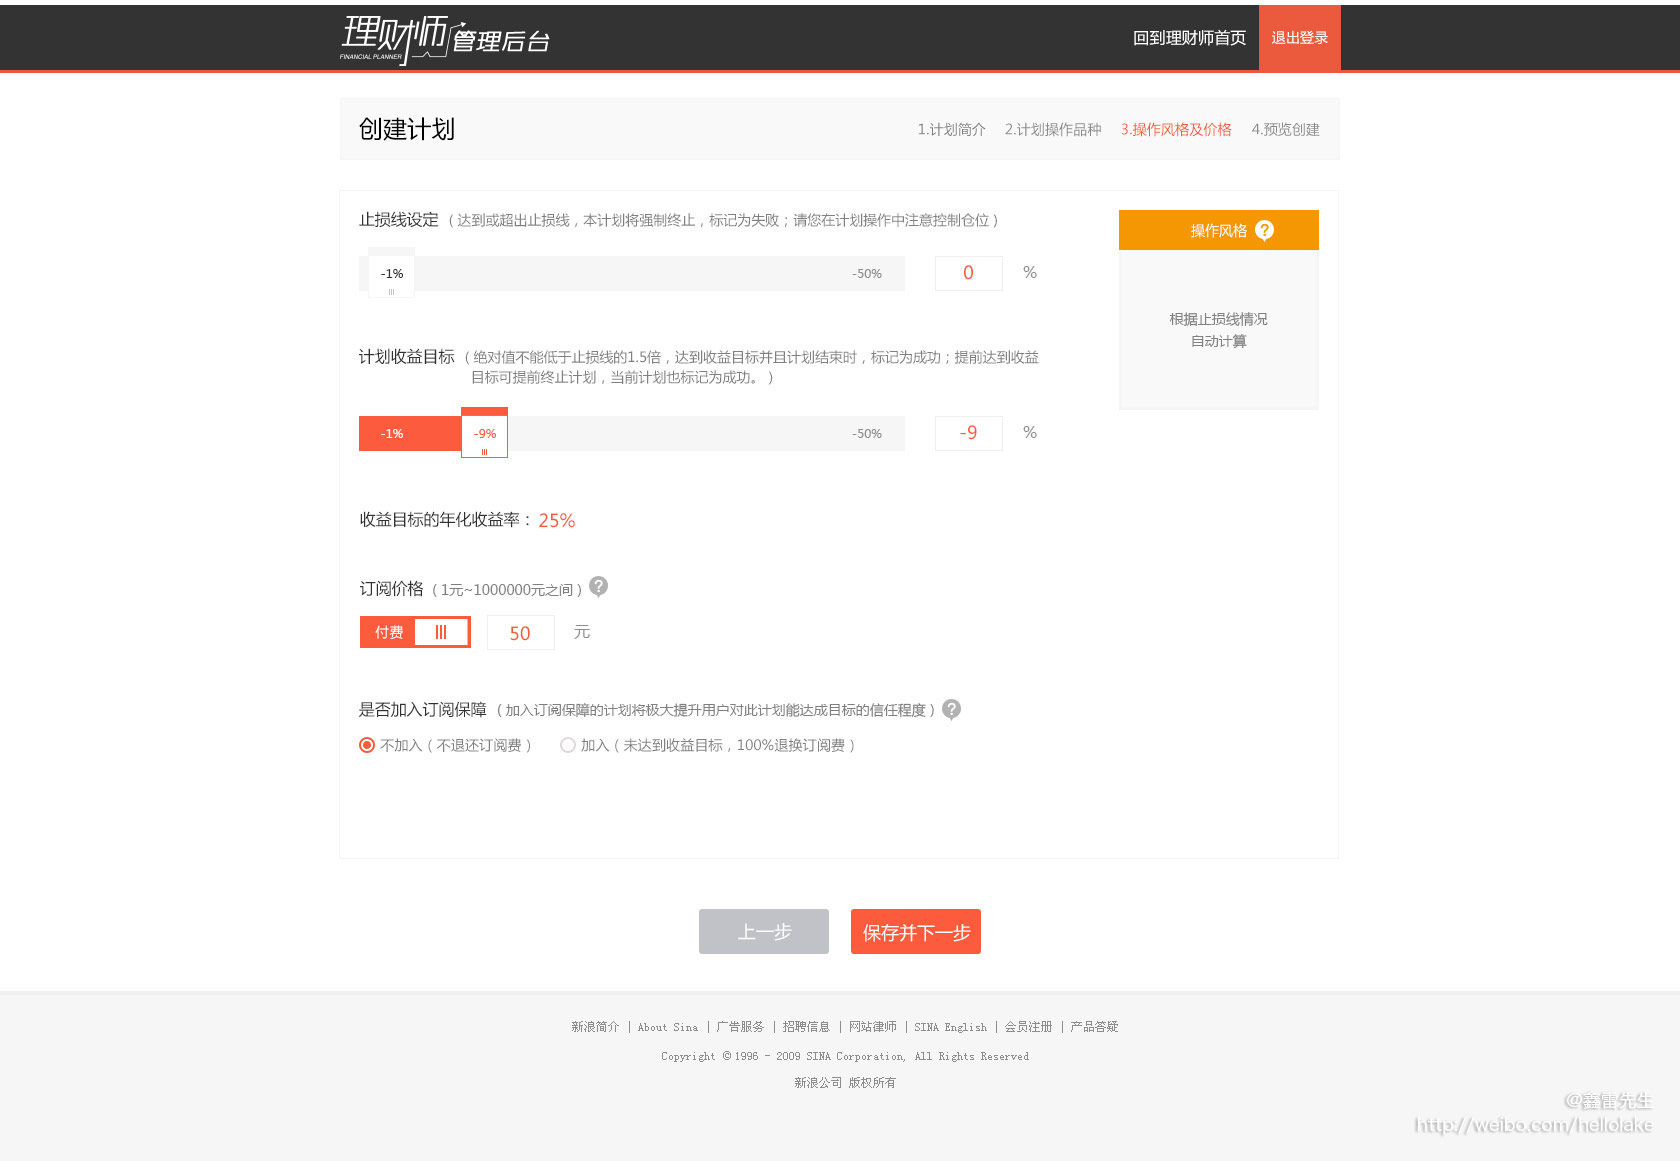 理财师管理后台
FINANCIAL PLANNER
回到理财师首页
退出登录
创建计划
1.计划简介 2.计划操作品种 3.操作风格及价格 4.预览创建
止损线设定（达到或超出止损线，本计划将强制终止，标记为失败；请您在计划操作中注意控制仓位）
-1% -50% 0 %
操作风格 ?
根据止损线情况
自动计算
计划收益目标（绝对值不能低于止损线的1.5倍，达到收益目标并且计划结束时，标记为成功；提前达到收益
目标可提前终止计划，当前计划也标记为成功。）
-1% -9% -50% -9 %
收益目标的年化收益率：25%
订阅价格（1元~1000000元之间）?
付费 50 元
是否加入订阅保障（加入订阅保障的计划将极大提升用户对此计划能达成目标的信任程度）?
不加入（不退还订阅费） 加入（未达到收益目标，100%退换订阅费）
上一步 保存并下一步
新浪简介 | About Sina | 广告服务 | 招聘信息 | 网站律师 | SINA English | 会员注册 | 产品答疑
Copyright © 1996 - 2009 SINA Corporation, All Rights Reserved
新浪公司 版权所有
@鑫雷先生
http://weibo.com/hellolake